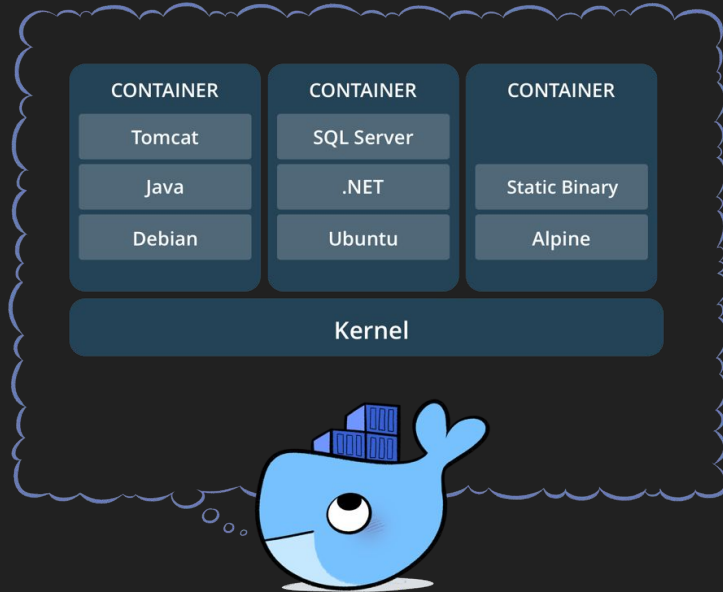 CONTAINER
Tomcat
Java
Debian
CONTAINER
SQL Server
.NET
Ubuntu
CONTAINER
Static Binary
Alpine
Kernel